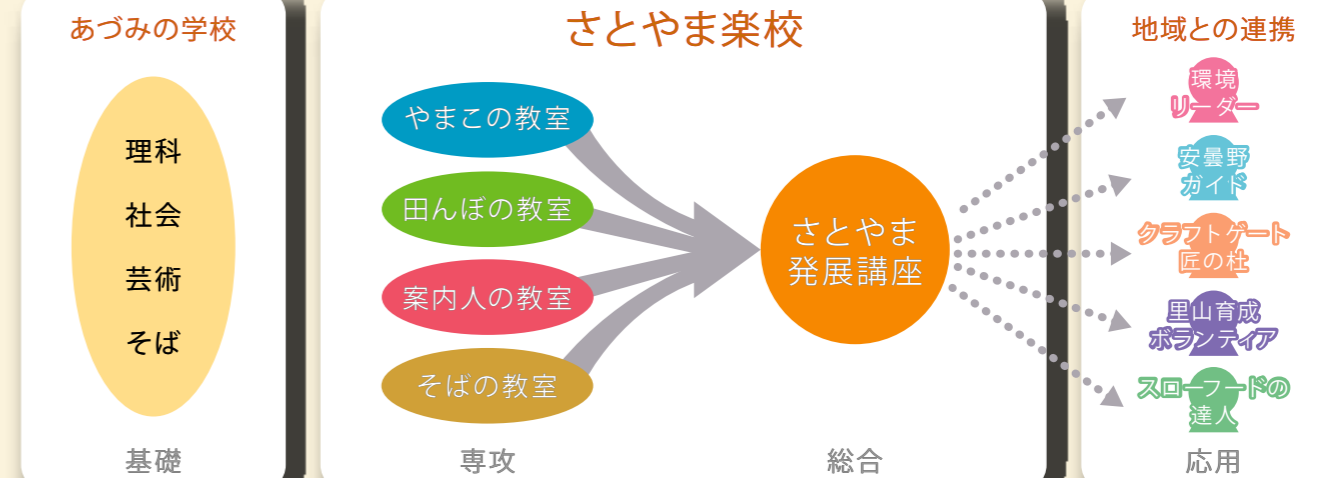 あづみの学校
理科
社会
芸術
そば
基礎
さとやま楽校
やまこの教室
田んぼの教室
案内人の教室
そばの教室
専攻
さとやま
発展講座
総合
地域との連携
環境
リーダー
安曇野
ガイド
クラフトゲート
匠の杜
里山育成
ボランティア
スローフードの
達人
応用